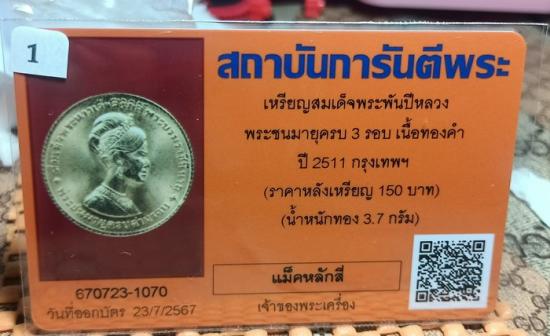 1
สถาบันการันตีพระ
เหรียญสมเด็จพระพันปีหลวง
พระชนมายุครบ 3 รอบ เนื้อทองคำ
ปี 2511 กรุงเทพฯ
(ราคาหลังเหรียญ 150 บาท)
(น้ำหนักทอง 3.7 กรัม)
แม็คหลักสี่
เจ้าของพระเครื่อง
670723-1070
วันที่ออกบัตร 23/7/2567